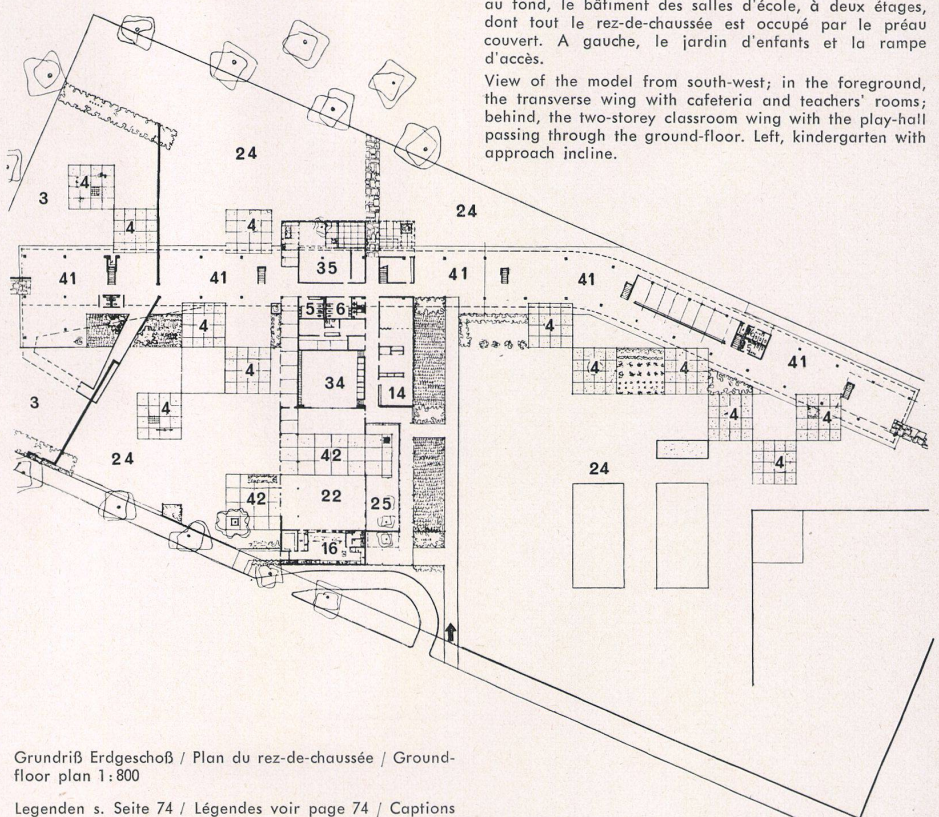 au fond, le bâtiment des salles d'école, à deux étages,
dont tout le rez-de-chaussée est occupé par le préau
couvert. A gauche, le jardin d'enfants et la rampe
d'accès.
View of the model from south-west; in the foreground,
the transverse wing with cafeteria and teachers' rooms;
behind, the two-storey classroom wing with the play-hall
passing through the ground-floor. Left, kindergarten with
approach incline.
24
4
3
24
4
4
41
41
35
41
41
5
6
4
4
41
4
4
4
34
14
3
4
4
4
24
42
4
24
42
22
25
16
Grundriß Erdgeschoß / Plan du rez-de-chaussée / Ground-
floor plan 1:800
Legenden s. Seite 74 / Légendes voir page 74 / Captions